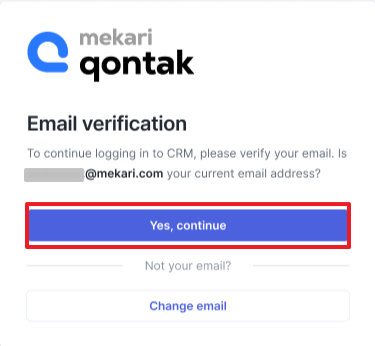 mekari
qontak
Email verification
To continue logging in to CRM, please verify your email. Is
@mekari.com your current email address?
Yes, continue
Not your email?
Change email